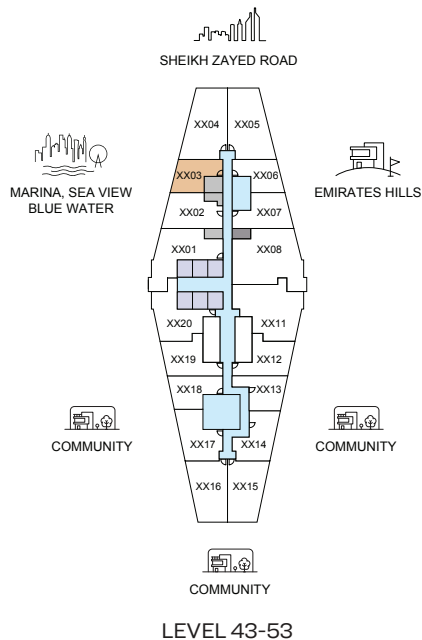 SHEIKH ZAYED ROAD
XX04 XX05
XX03 XX06
MARINA, SEA VIEW
BLUE WATER
EMIRATES HILLS
XX02 XX07
XX01 XX08
XX20 XX11
XX19 XX12
XX18 XX13
COMMUNITY
COMMUNITY
XX17 XX14
XX16 XX15
COMMUNITY
LEVEL 43-53